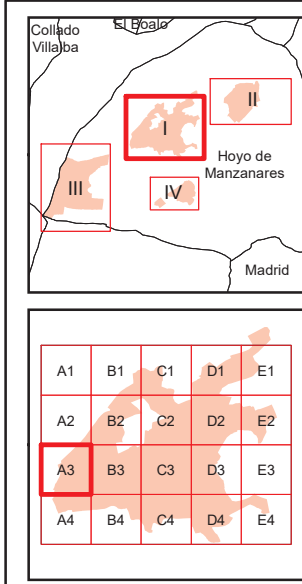 Collado
Villalba
El Boalo
I
II
Hoyo de
Manzanares
III
IV
Madrid
A1 B1 C1 D1 E1
A2 B2 C2 D2 E2
A3 B3 C3 D3 E3
A4 B4 C4 D4 E4